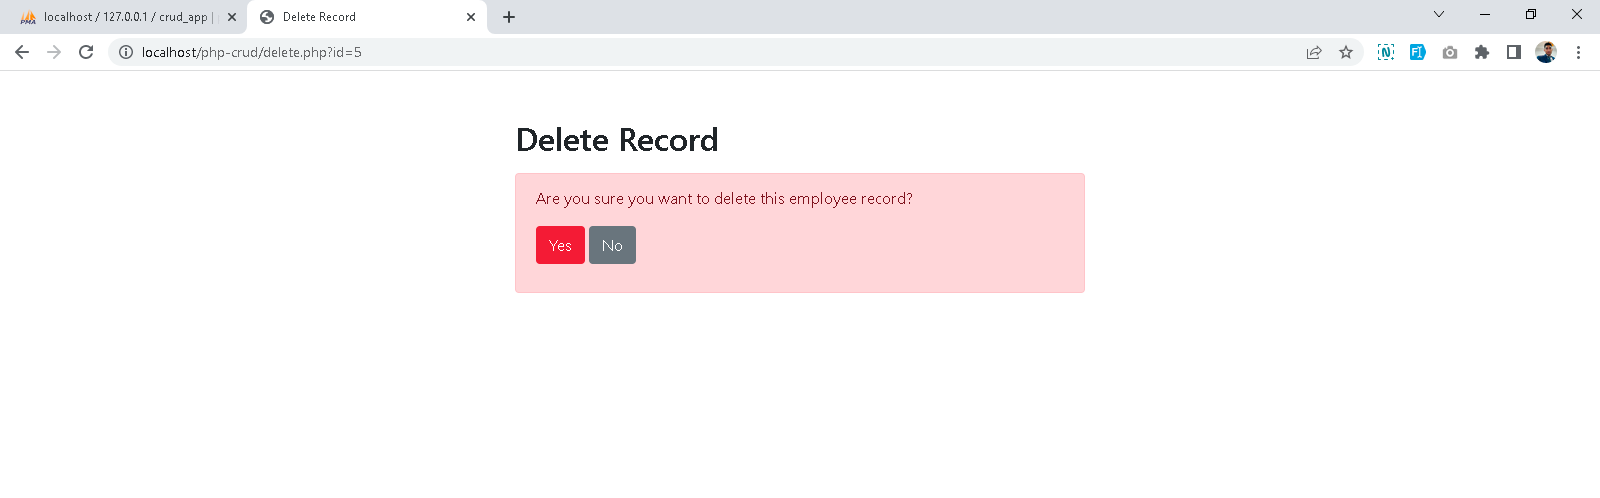 PMA localhost / 127.0.0.1 / crud_app |
Delete Record
localhost/php-crud/delete.php?id=5
Delete Record
Are you sure you want to delete this employee record?
Yes No